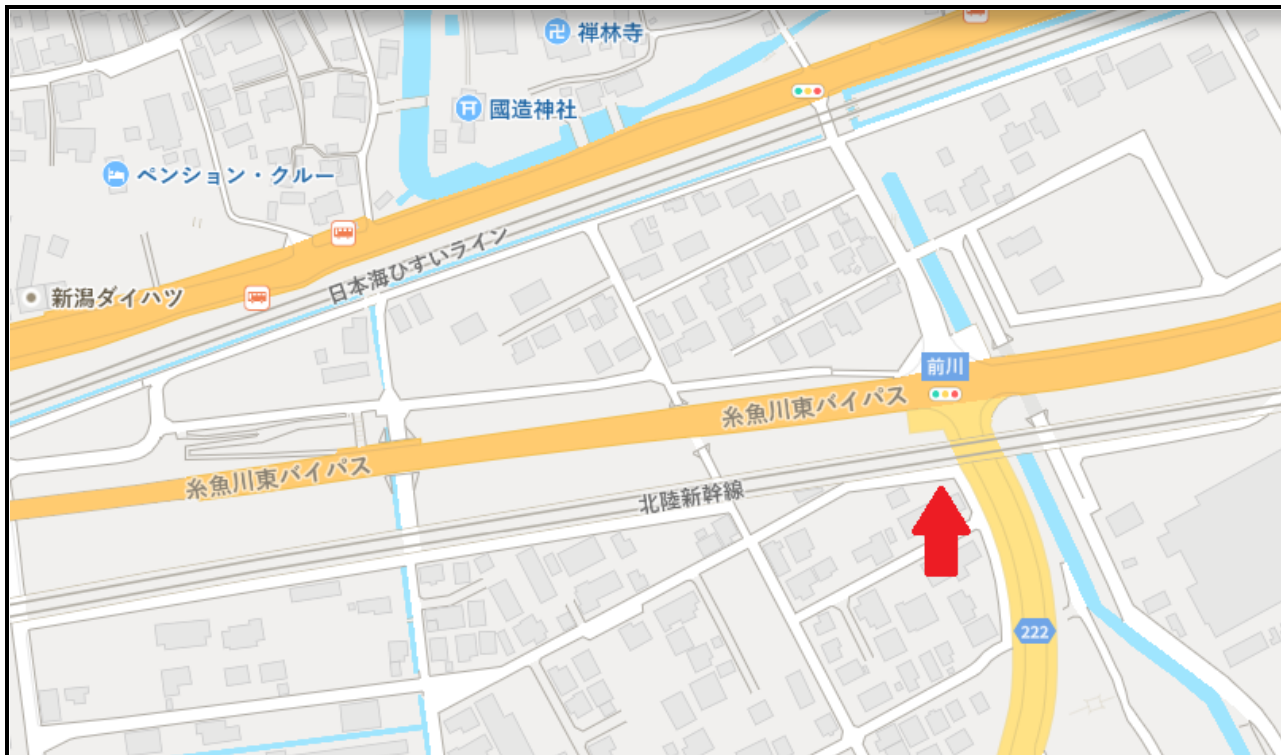 禅林寺
國造神社
ペンション・クルー
日本海ひすいライン
新潟ダイハツ
前川
糸魚川東バイパス
糸魚川東バイパス
北陸新幹線
222